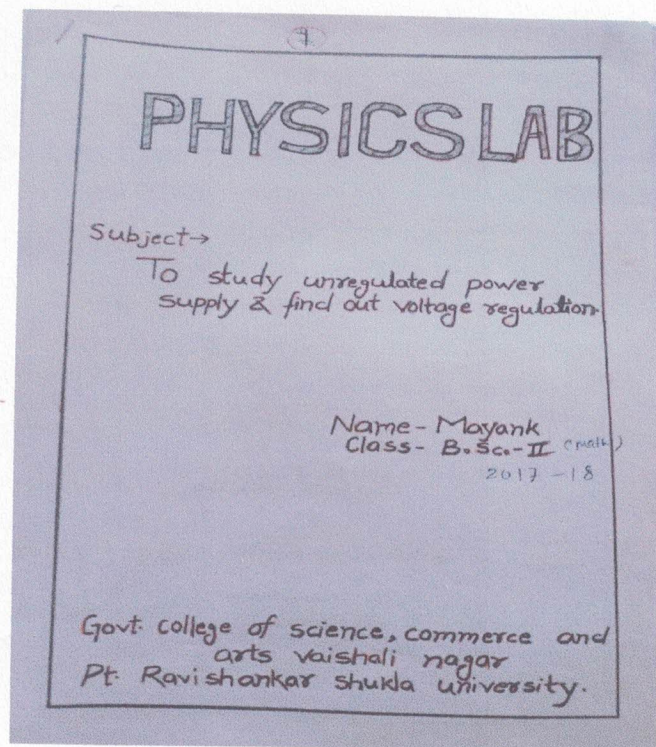 PHYSICS LAB
Subject→
To study unregulated power
supply & find out voltage regulation.
Name - Mayank
Class - B.Sc.-II (math)
2017-18
Govt. college of science, commerce and
arts vaishali nagar
Pt. Ravishankar shukla university.